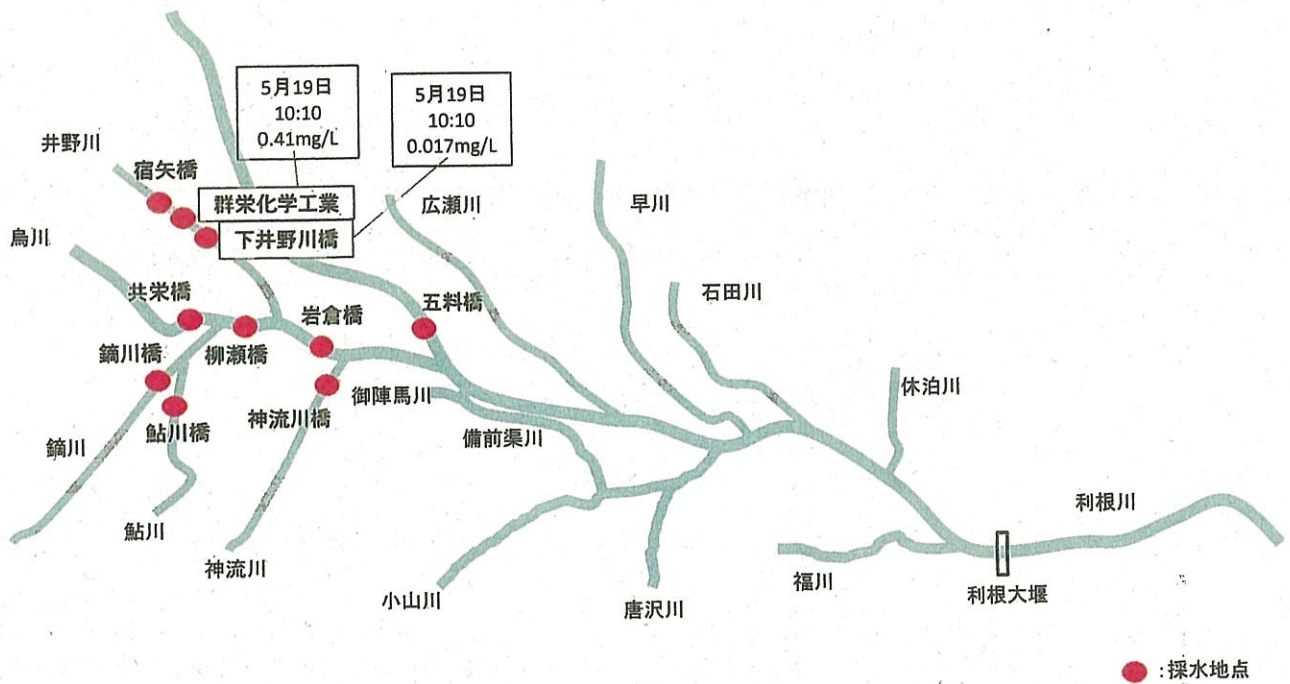 5月19日
10:10
0.41mg/L
5月19日
10:10
0.017mg/L
井野川
宿矢橋
群栄化学工業
下井野川橋
広瀬川
早川
烏川
石田川
共栄橋
岩倉橋
五料橋
鏑川橋
柳瀬橋
御陣馬川
休泊川
神流川橋
鮎川橋
備前渠川
鏑川
利根川
鮎川
神流川
福川
小山川
唐沢川
利根大堰
:採水地点